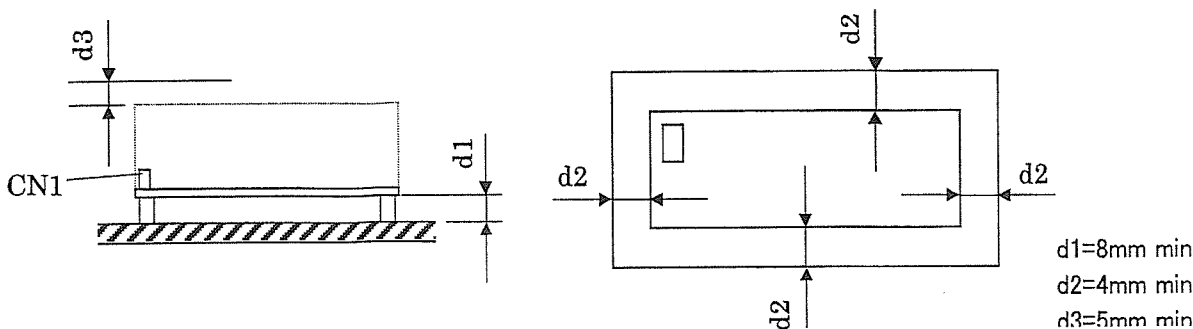 d3
CN1
d1
d2
d2
d2
d2
d1=8mm min
d2=4mm min
d3=5mm min